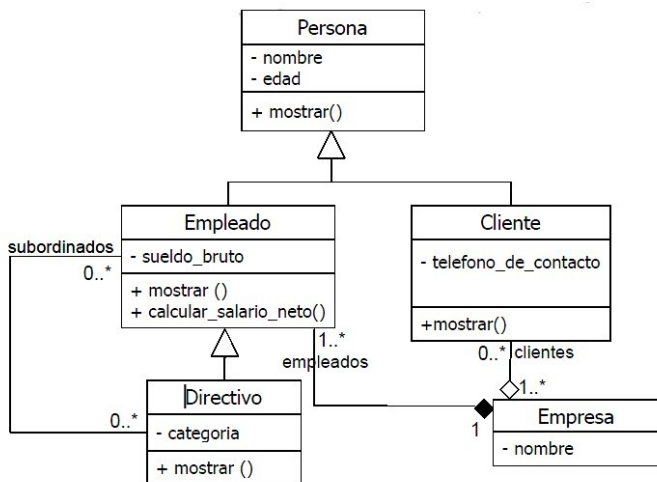 Persona
- nombre
- edad
+ mostrar()
Empleado
- sueldo_bruto
+ mostrar ()
+ calcular_salario_neto()
Cliente
- telefono_de_contacto
+mostrar()
subordinados
0..*
1..*
empleados
0..* clientes
1..*
Directivo
- categoria
+ mostrar ()
0..*
1
Empresa
- nombre